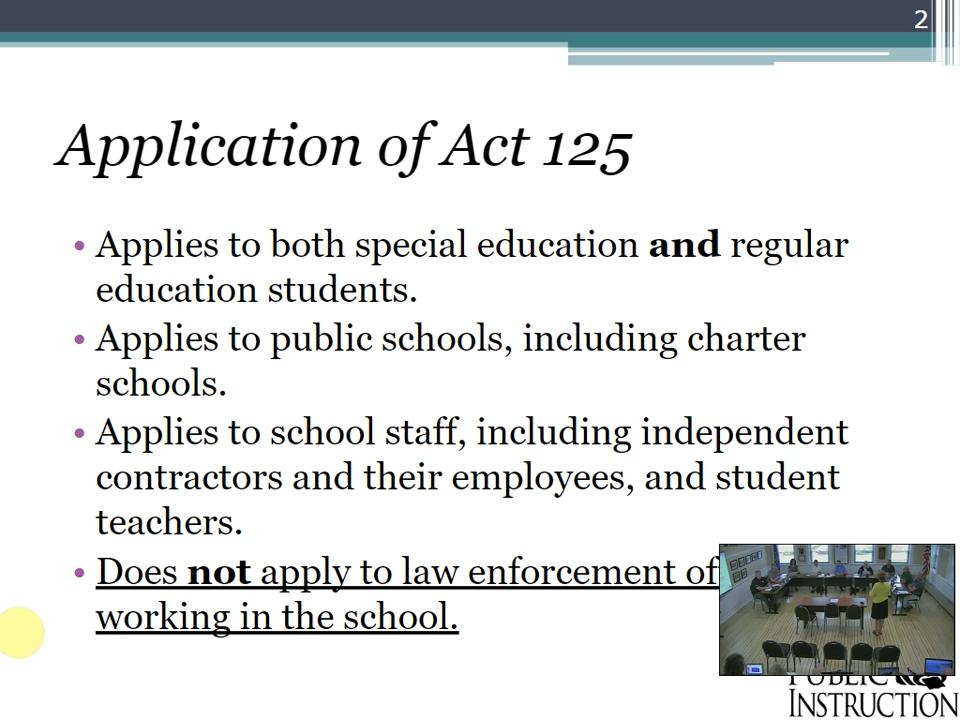 2
Application of Act 125
• Applies to both special education and regular
education students.
• Applies to public schools, including charter
schools.
• Applies to school staff, including independent
contractors and their employees, and student
teachers.
• Does not apply to law enforcement of
working in the school.
PUBLIC
INSTRUCTION